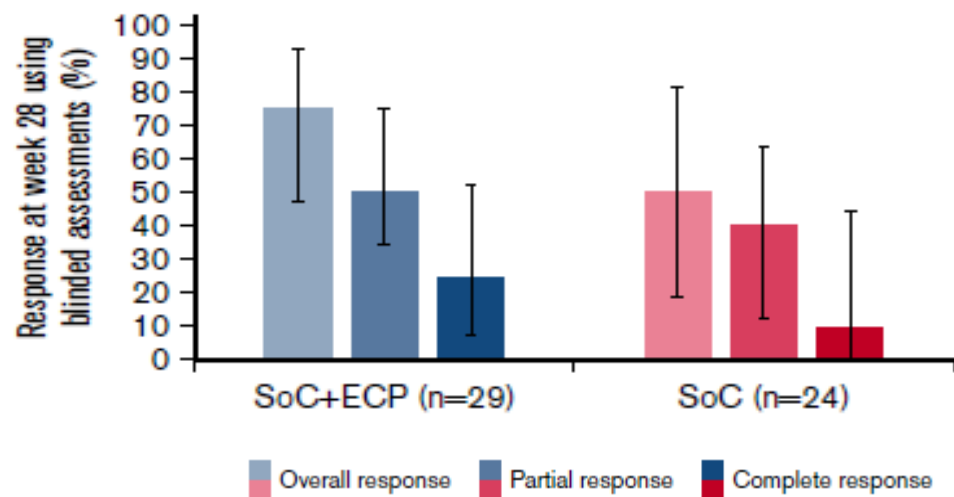 Response at week 28 using
blinded assessments (%)
100
90
80
70
60
50
40
30
20
10
0
SoC+ECP (n=29)
SoC (n=24)
Overall response
Partial response
Complete response